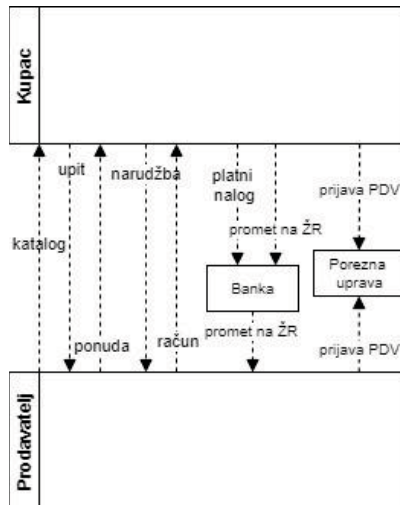 Kupac
upit
narudžba
platni
nalog
prijava PDV
katalog
promet na ŽR
Banka
Porezna
uprava
promet na ŽR
ponuda
račun
prijava PDV
Prodavatelj